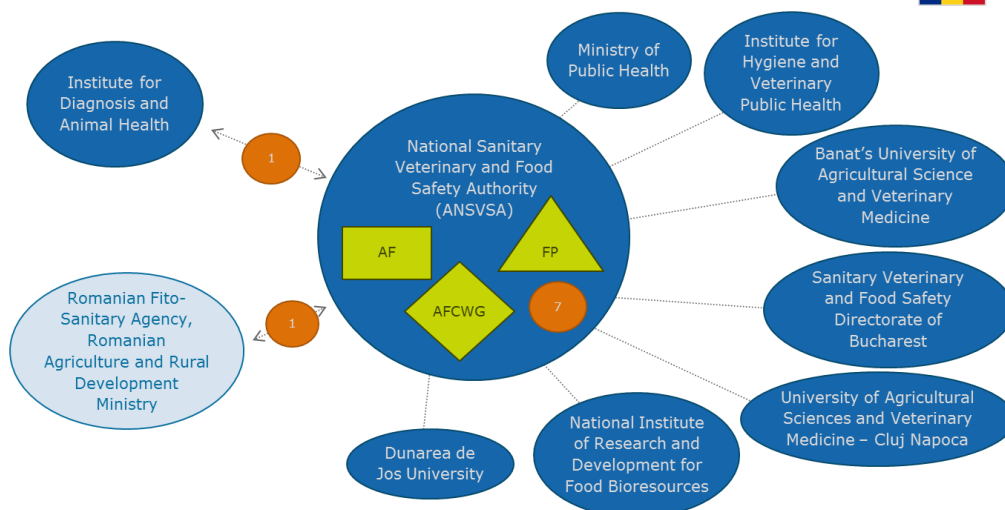 Ministry of
Public Health
Institute for
Hygiene and
Veterinary
Public Health
Institute for
Diagnosis and
Animal Health
1
National Sanitary
Veterinary and Food
Safety Authority
(ANSVSA)
Banat's University of
Agricultural Science
and Veterinary
Medicine
AF
FP
AFCWG
7
Sanitary Veterinary
and Food Safety
Directorate of
Bucharest
Romanian Fito-
Sanitary Agency,
Romanian
Agriculture and Rural
Development
Ministry
1
University of Agricultural
Sciences and Veterinary
Medicine – Cluj Napoca
National Institute
of Research and
Development for
Food Bioresources
Dunarea de
Jos University